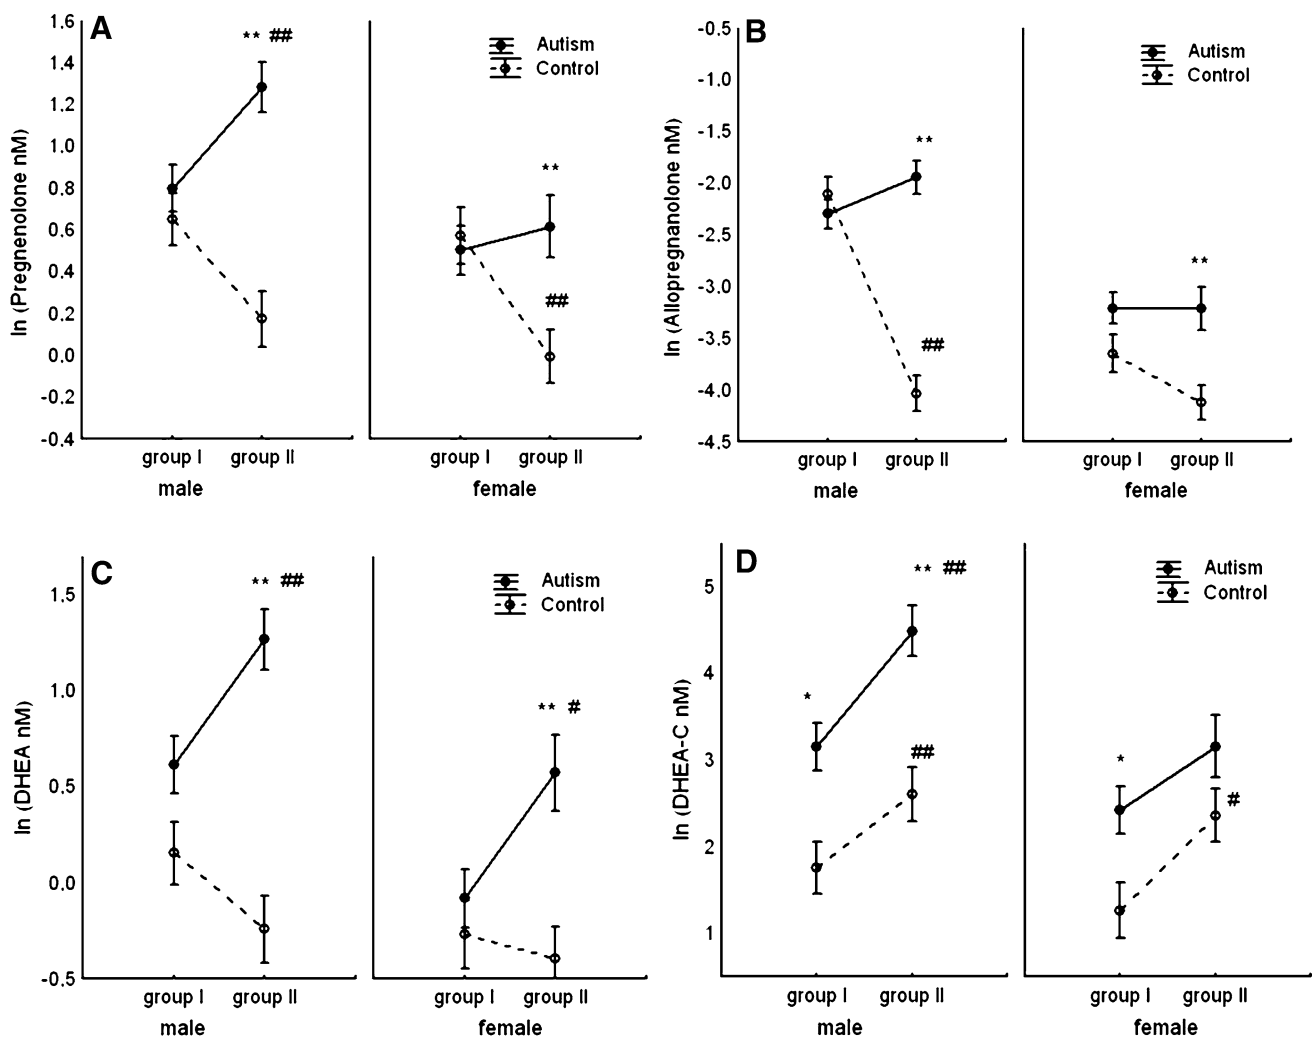 A
ln (Pregnenolone nM)
1.6
1.4
1.2
1.0
0.8
0.6
0.4
0.2
0.0
-0.2
-0.4
** ##
Autism
Control
**
##
group I group II
male
group I group II
female
B
ln (Allopregnanolone nM)
-0.5
-1.0
-1.5
-2.0
-2.5
-3.0
-3.5
-4.0
-4.5
Autism
Control
**
##
**
group I group II
male
group I group II
female
C
ln (DHEA nM)
1.5
1.0
0.5
0.0
-0.5
** ##
Autism
Control
** #
group I group II
male
group I group II
female
D
ln (DHEA-C nM)
5
4
3
2
1
** ##
Autism
Control
*
##
*
#
group I group II
male
group I group II
female